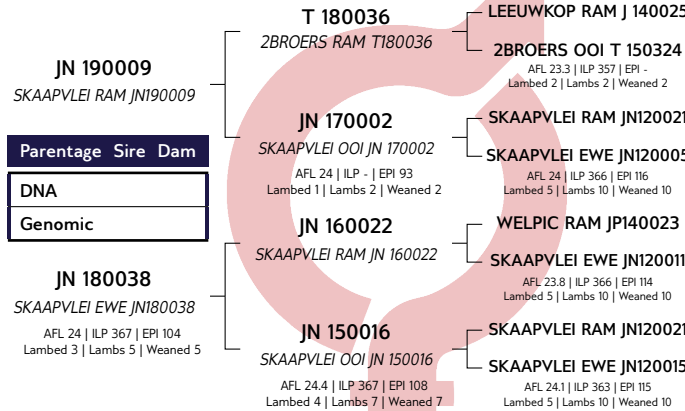 JN 190009
SKAAPVLEI RAM JN190009
Parentage Sire Dam
DNA
Genomic
JN 180038
SKAAPVLEI EWE JN180038
AFL 24 | ILP 367 | EPI 104
Lambed 3 | Lambs 5 | Weaned 5
T 180036
2BROERS RAM T180036
JN 170002
SKAAPVLEI OOI JN 170002
AFL 24 | ILP - | EPI 93
Lambed 1 | Lambs 2 | Weaned 2
JN 160022
SKAAPVLEI RAM JN 160022
JN 150016
SKAAPVLEI OOI JN 150016
AFL 24.4 | ILP 367 | EPI 108
Lambed 4 | Lambs 7 | Weaned 7
LEEUWKOP RAM J 140025
2BROERS OOI T 150324
AFL 23.3 | ILP 357 | EPI -
Lambed 2 | Lambs 2 | Weaned 2
SKAAPVLEI RAM JN120021
SKAAPVLEI EWE JN120005
AFL 24 | ILP 366 | EPI 116
Lambed 5 | Lambs 10 | Weaned 10
WELPIC RAM JP140023
SKAAPVLEI EWE JN120011
AFL 23.8 | ILP 366 | EPI 114
Lambed 5 | Lambs 10 | Weaned 10
SKAAPVLEI RAM JN120021
SKAAPVLEI EWE JN120015
AFL 24.1 | ILP 363 | EPI 115
Lambed 5 | Lambs 10 | Weaned 10